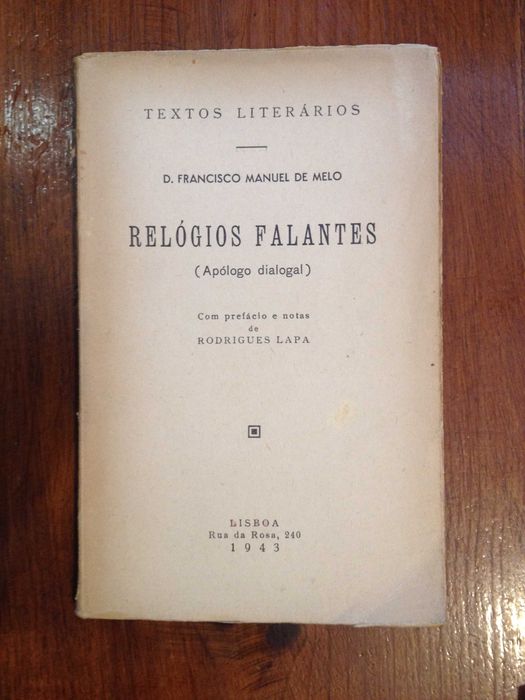 TEXTOS LITERÁRIOS
D. FRANCISCO MANUEL DE MELO
RELÓGIOS FALANTES
(Apólogo dialogal)
Com prefácio e notas
de
RODRIGUES LAPA
LISBOA
Rua da Rosa, 240
1943